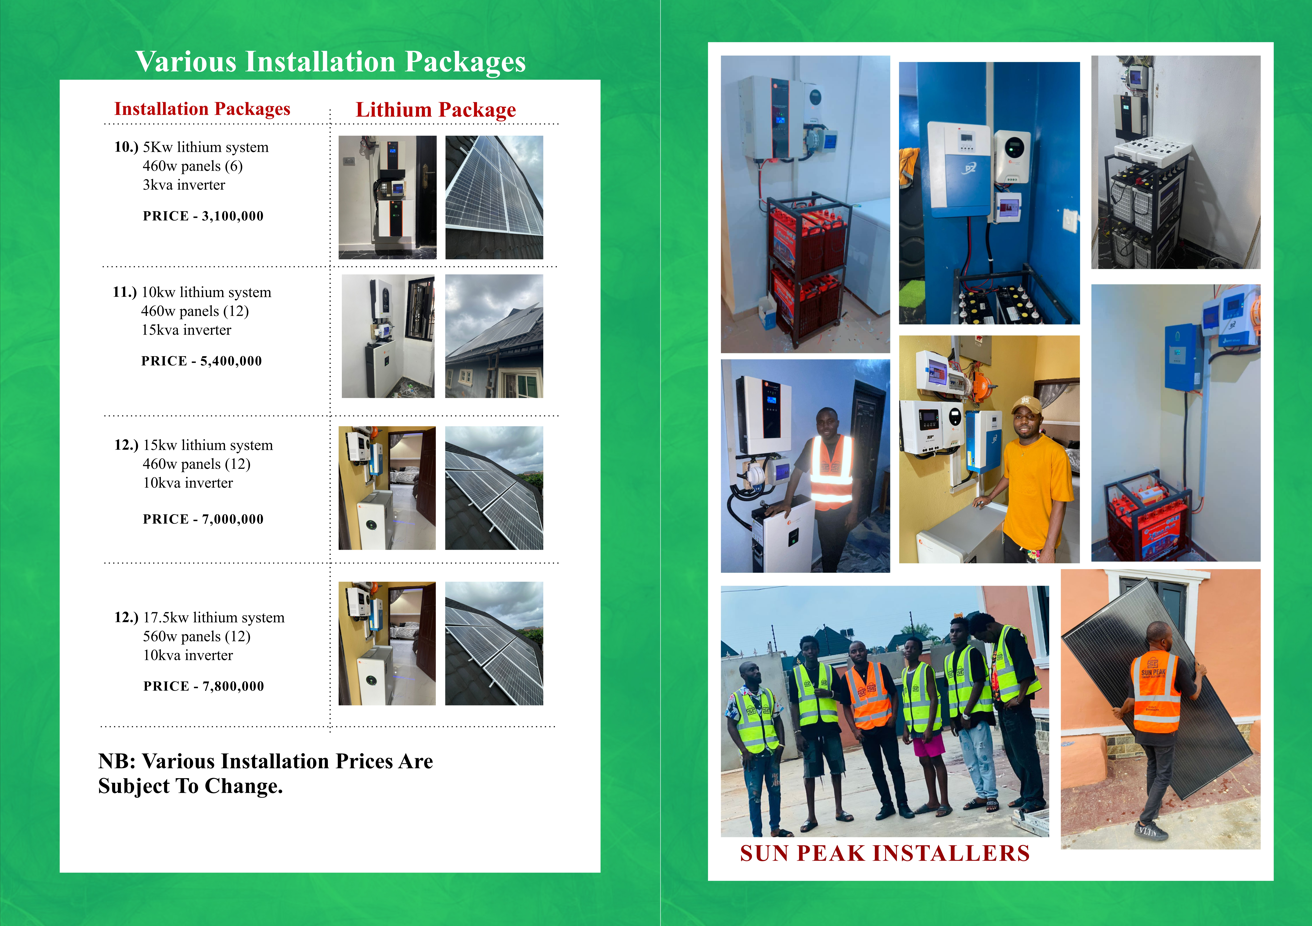 Various Installation Packages
Installation Packages
Lithium Package
10.) 5Kw lithium system
460w panels (6)
3kva inverter
PRICE - 3,100,000
11.) 10kw lithium system
460w panels (12)
15kva inverter
PRICE - 5,400,000
12.) 15kw lithium system
460w panels (12)
10kva inverter
PRICE - 7,000,000
12.) 17.5kw lithium system
560w panels (12)
10kva inverter
PRICE - 7,800,000
NB: Various Installation Prices Are
Subject To Change.
SUN PEAK INSTALLERS